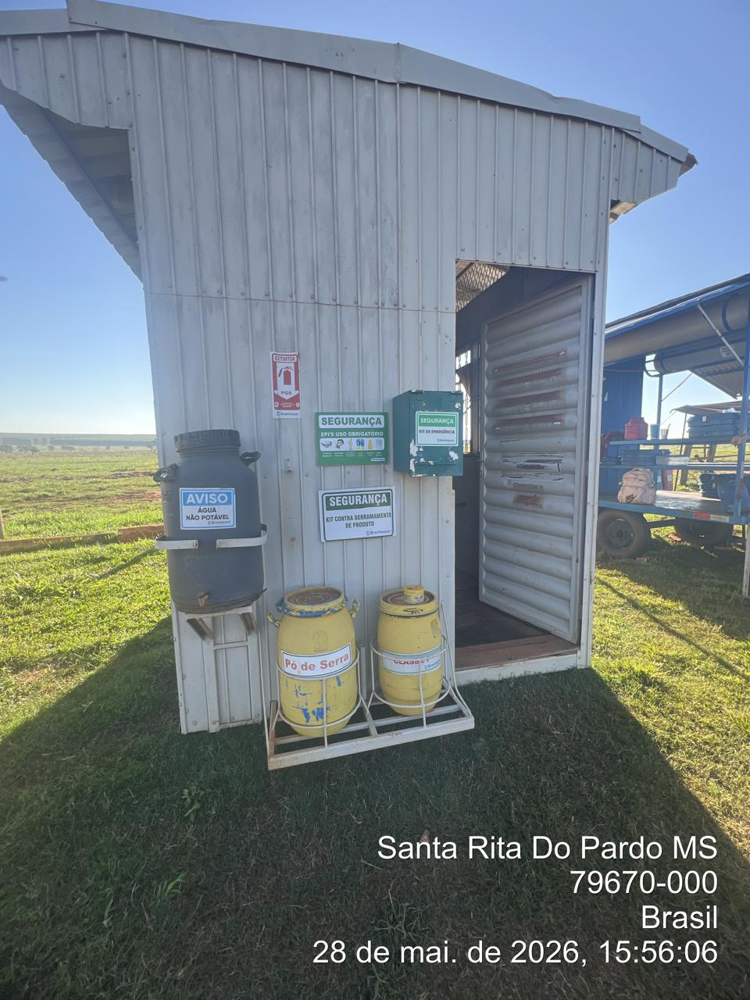 EXTINTOR
PQS
SEGURANÇA
EPI'S USO OBRIGATÓRIO
SEGURANÇA
KIT DE EMERGÊNCIA
AVISO
ÁGUA
NÃO POTÁVEL
Brasilwood
SEGURANÇA
KIT CONTRA DERRAMAMENTO
DE PRODUTO
Brasilwood
Pó de Serra
Santa Rita Do Pardo MS
79670-000
Brasil
28 de mai. de 2026, 15:56:06